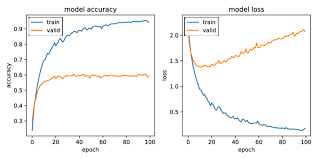 model accuracy
train
valid
0.9
0.8
0.7
0.6
0.5
0.4
0.3
accuracy
0
20
40
60
80
100
epoch
model loss
train
valid
2.0
1.5
1.0
0.5
loss
0
20
40
60
80
100
epoch